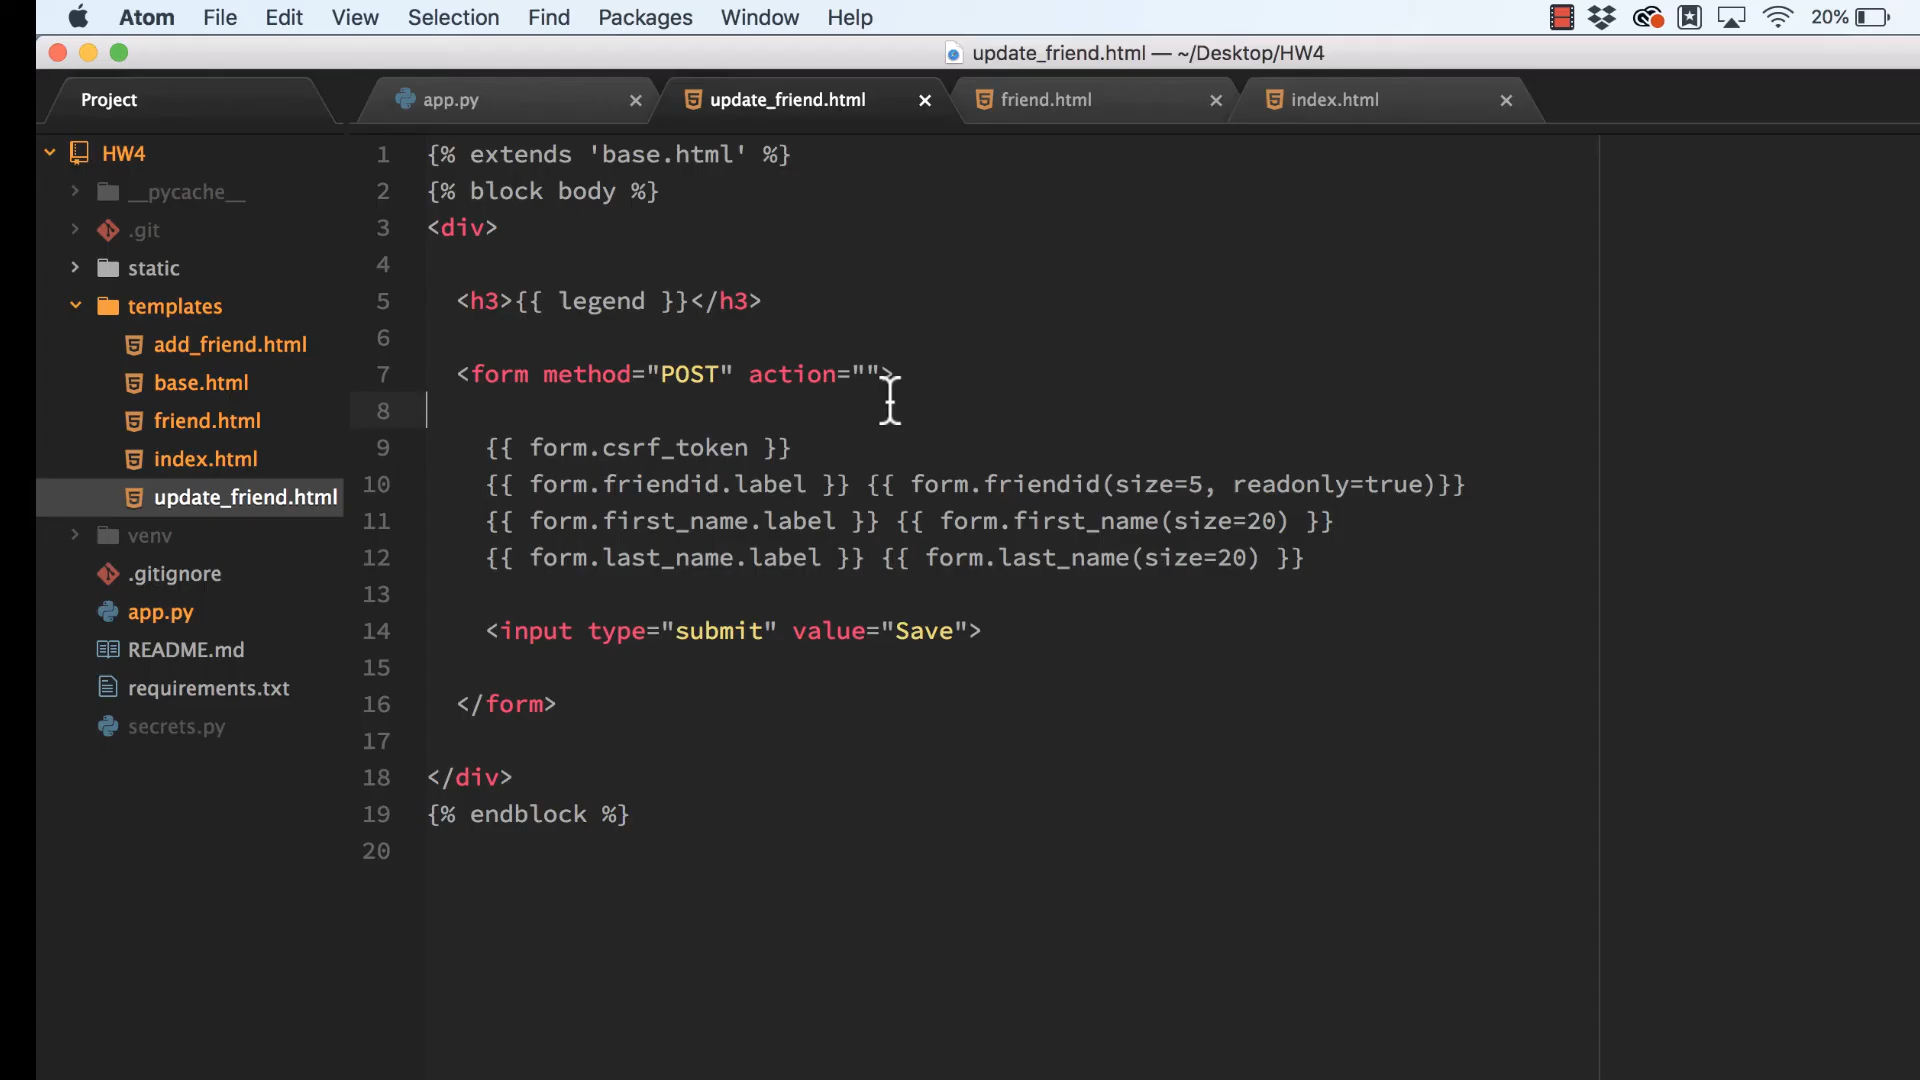 Atom File Edit View Selection Find Packages Window Help 20%
update_friend.html — ~/Desktop/HW4
Project app.py update_friend.html friend.html index.html
HW4
__pycache__
.git
static
templates
add_friend.html
base.html
friend.html
index.html
update_friend.html
venv
.gitignore
app.py
README.md
requirements.txt
secrets.py
1 {% extends 'base.html' %}
2 {% block body %}
3 <div>
4
5 <h3>{{ legend }}</h3>
6
7 <form method="POST" action="">
8
9 {{ form.csrf_token }}
10 {{ form.friendid.label }} {{ form.friendid(size=5, readonly=true)}}
11 {{ form.first_name.label }} {{ form.first_name(size=20) }}
12 {{ form.last_name.label }} {{ form.last_name(size=20) }}
13
14 <input type="submit" value="Save">
15
16 </form>
17
18 </div>
19 {% endblock %}
20